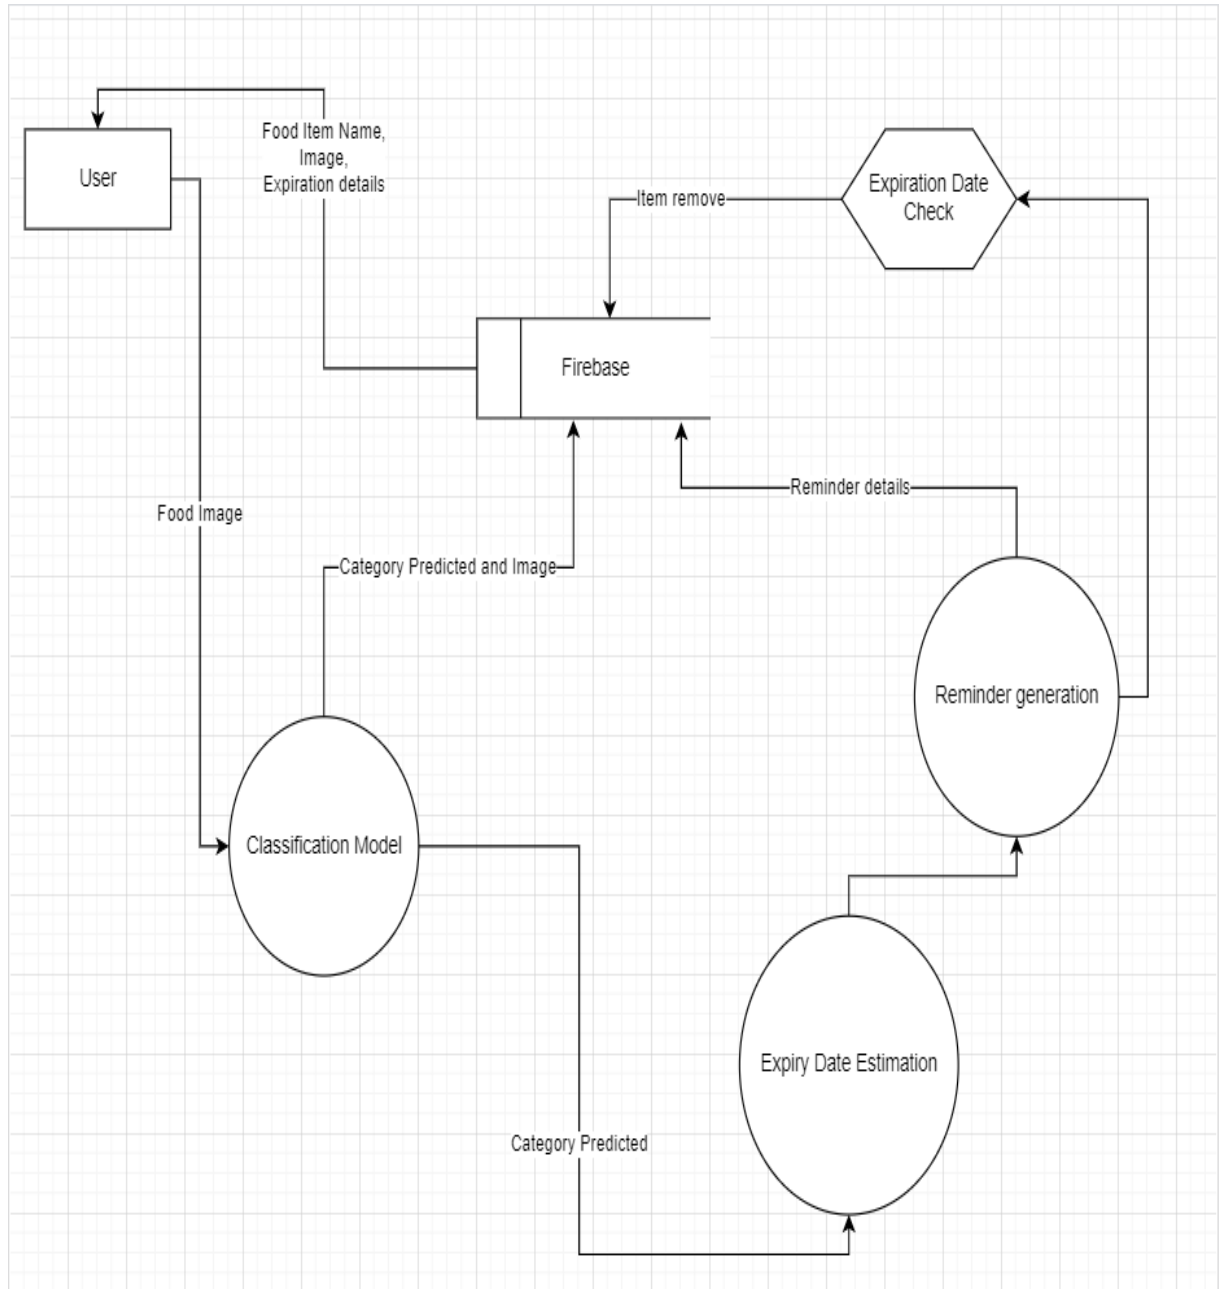 Food Item Name,
Image,
Expiration details
User
Expiration Date
Check
Item remove
Firebase
Reminder details
Food Image
Category Predicted and Image
Reminder generation
Classification Model
Expiry Date Estimation
Category Predicted